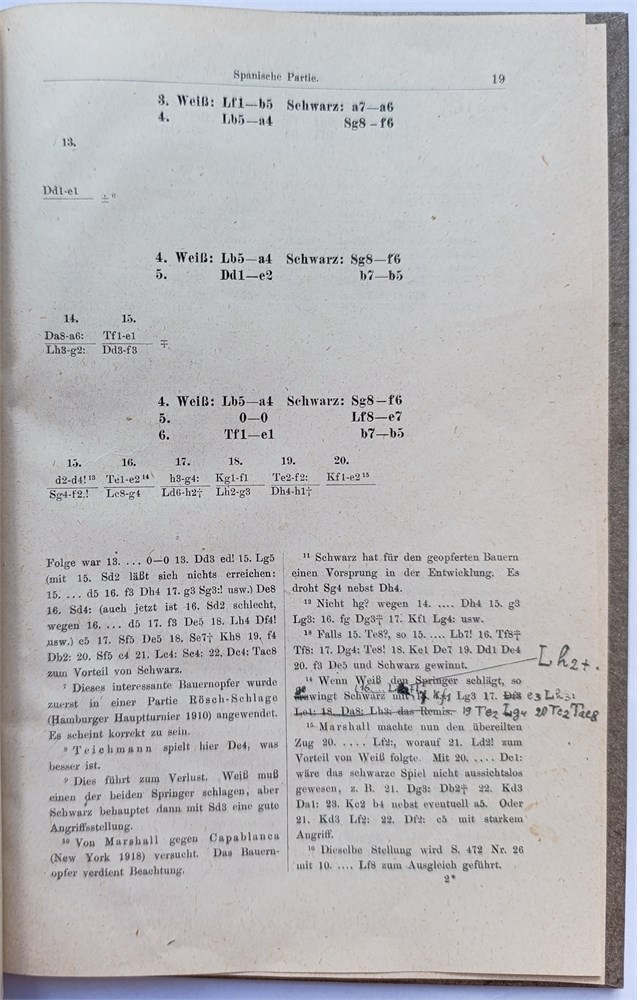 Spanische Partie. 19
3. Weiß: Lf1—b5 Schwarz: a7—a6
4. Lb5—a4 Sg8—f6
13.
Dd1-e1
4. Weiß: Lb5—a4 Schwarz: Sg8—f6
5. Dd1—e2 b7—b5
14. 15.
Da8-a6: Tf1-e1
Lh3-g2: Dd3-f3 ∓
4. Weiß: Lb5—a4 Schwarz: Sg8—f6
5. 0—0 Lf8—e7
6. Tf1—e1 b7—b5
15. 16. 17. 18. 19. 20.
d2-d4!¹³ Te1-e2¹⁴ h3-g4: Kg1-f1 Te2-f2: Kf1-e2¹⁵
Sg4-f2:! Lc8-g4 Ld6-h2† Lh2-g3 Dh4-h1†
Folge war 13. ... 0—0 13. Dd3 ed! 15. Lg5
(mit 15. Sd2 läßt sich nichts erreichen:
15. ... d5 16. f3 Dh4 17. g3 Sg3:! usw.) De8
16. Sd4: (auch jetzt ist 16. Sd2 schlecht,
wegen 16. ... d5 17. f3 De5 18. Lh4 Df4!
usw.) c5 17. Sf5 De5 18. Se7† Kh8 19. f4
Db2: 20. Sf5 c4 21. Lc4: Sc4: 22. Dc4: Tac8
zum Vorteil von Schwarz.
⁷ Dieses interessante Bauernopfer wurde
zuerst in einer Partie Rösch-Schlage
(Hamburger Hauptturnier 1910) angewendet.
Es scheint korrekt zu sein.
⁸ Teichmann spielt hier De4, was
besser ist.
⁹ Dies führt zum Verlust. Weiß muß
einen der beiden Springer schlagen, aber
Schwarz behauptet dann mit Sd3 eine gute
Angriffsstellung.
¹⁰ Von Marshall gegen Capablanca
(New York 1918) versucht. Das Bauern-
opfer verdient Beachtung.
¹¹ Schwarz hat für den geopferten Bauern
einen Vorsprung in der Entwicklung. Es
droht Sg4 nebst Dh4.
¹² Nicht hg? wegen 14. .... Dh4 15. g3
Lg3: 16. fg Dg3‡ 17. Kf1 Lg4: usw.
¹³ Falls 15. Te8?, so 15. .... Lb7! 16. Tf8‡
Tf8: 17. Dg4: Te8! 18. Ke1 De7 19. Dd1 De4
20. f3 De5 und Schwarz gewinnt.
Lh2+.
¹⁴ Wenn Weiß den Springer schlägt, so
erzwingt Schwarz mit Kf1 Lg3 17. e3 Lh3:
Le1: 18. Da8: Lh3: das Remis. 19 Te2 Lg4 20 Tc2 Tae8
¹⁵ Marshall machte nun den übereilten
Zug 20. .... Lf2:, worauf 21. Ld2! zum
Vorteil von Weiß folgte. Mit 20. .... Dc1:
wäre das schwarze Spiel nicht aussichtslos
gewesen, z. B. 21. Dg3: Db2‡ 22. Kd3
Da1: 23. Kc2 b4 nebst eventuell a5. Oder
21. Kd3 Lf2: 22. Df2: c5 mit starkem
Angriff.
¹⁶ Dieselbe Stellung wird S. 472 Nr. 26
mit 10. .... Lf8 zum Ausgleich geführt.
2*